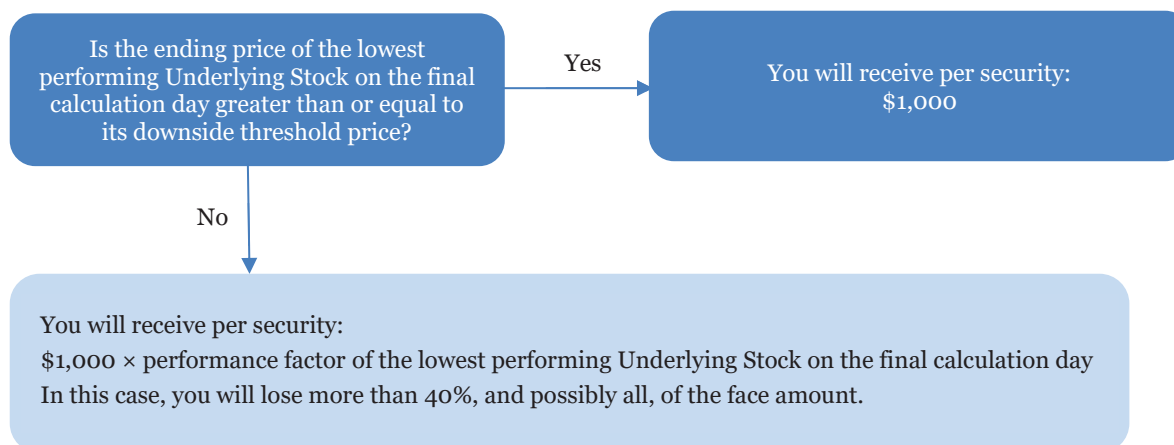 Is the ending price of the lowest
performing Underlying Stock on the final
calculation day greater than or equal to
its downside threshold price?
Yes
You will receive per security:
$1,000
No
You will receive per security:
$1,000 × performance factor of the lowest performing Underlying Stock on the final calculation day
In this case, you will lose more than 40%, and possibly all, of the face amount.